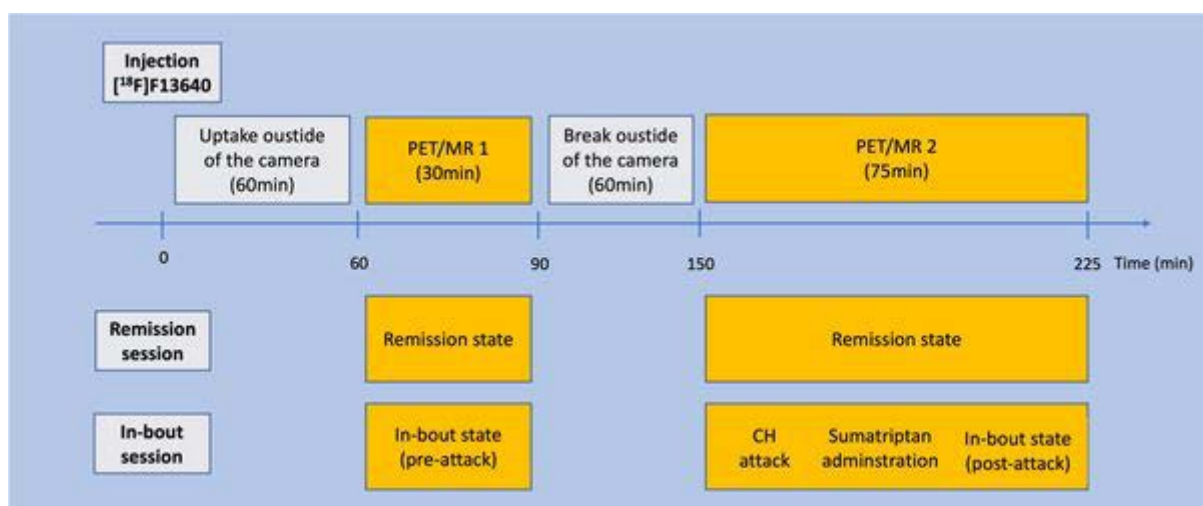 Injection
[¹⁸F]F13640
Uptake oustide
of the camera
(60min)
PET/MR 1
(30min)
Break oustide
of the camera
(60min)
PET/MR 2
(75min)
0
60
90
150
225
Time (min)
Remission
session
Remission state
Remission state
In-bout
session
In-bout state
(pre-attack)
CH
attack
Sumatriptan
adminstration
In-bout state
(post-attack)